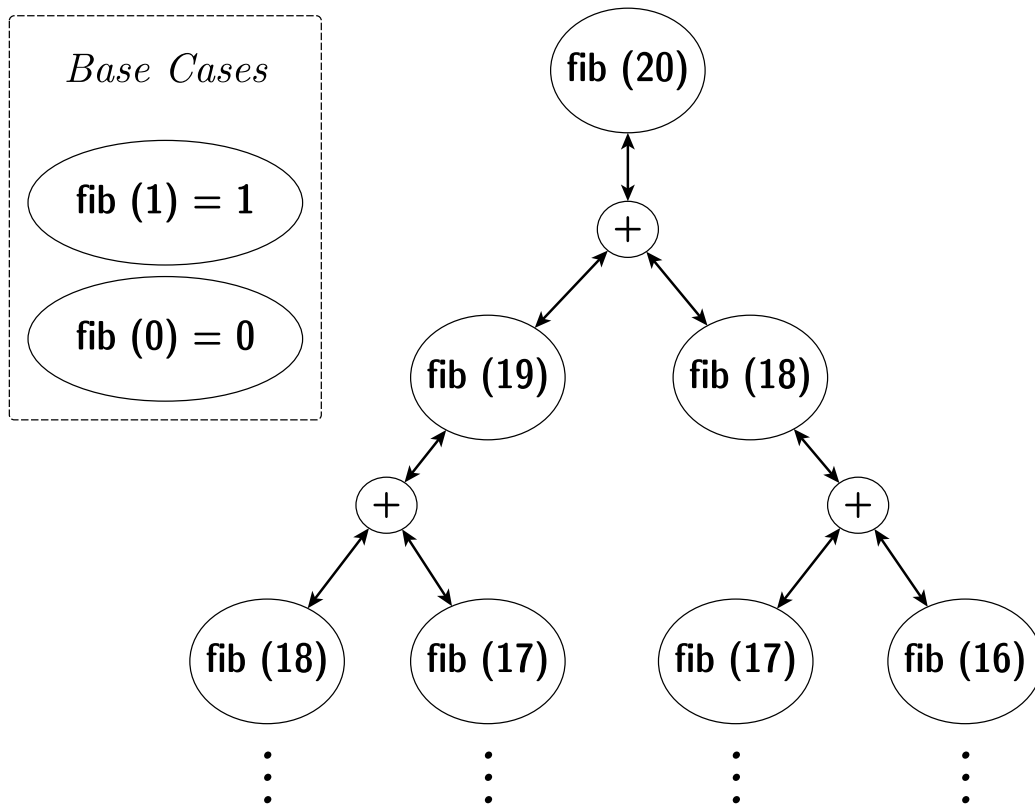 Base Cases
fib (1) = 1
fib (0) = 0
fib (20)
+
fib (19)
fib (18)
+
+
fib (18)
fib (17)
fib (17)
fib (16)